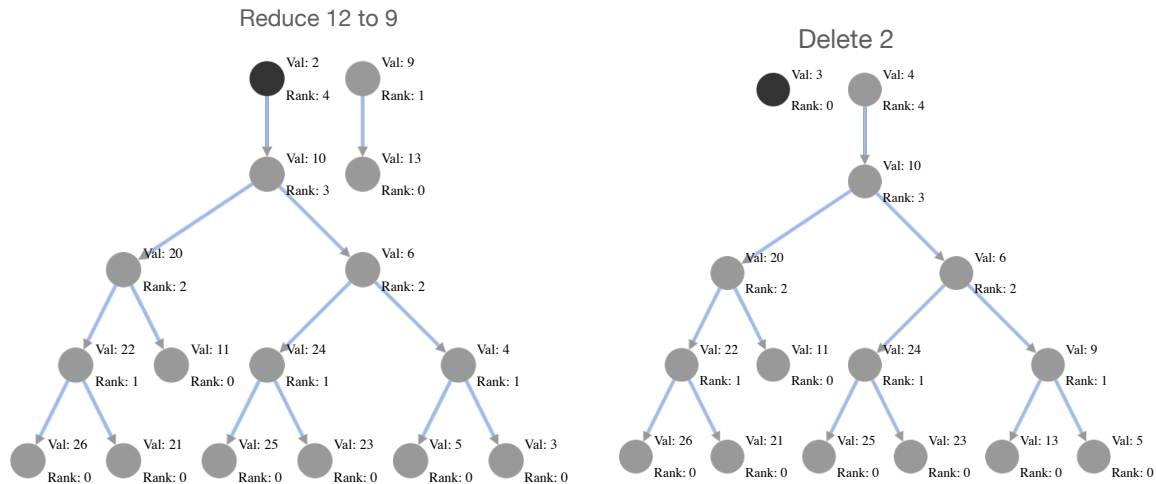 Reduce 12 to 9
Val: 2
Rank: 4
Val: 9
Rank: 1
Val: 10
Rank: 3
Val: 13
Rank: 0
Val: 20
Rank: 2
Val: 6
Rank: 2
Val: 22
Rank: 1
Val: 11
Rank: 0
Val: 24
Rank: 1
Val: 4
Rank: 1
Val: 26
Rank: 0
Val: 21
Rank: 0
Val: 25
Rank: 0
Val: 23
Rank: 0
Val: 5
Rank: 0
Val: 3
Rank: 0
Delete 2
Val: 3
Rank: 0
Val: 4
Rank: 4
Val: 10
Rank: 3
Val: 20
Rank: 2
Val: 6
Rank: 2
Val: 22
Rank: 1
Val: 11
Rank: 0
Val: 24
Rank: 1
Val: 9
Rank: 1
Val: 26
Rank: 0
Val: 21
Rank: 0
Val: 25
Rank: 0
Val: 23
Rank: 0
Val: 13
Rank: 0
Val: 5
Rank: 0